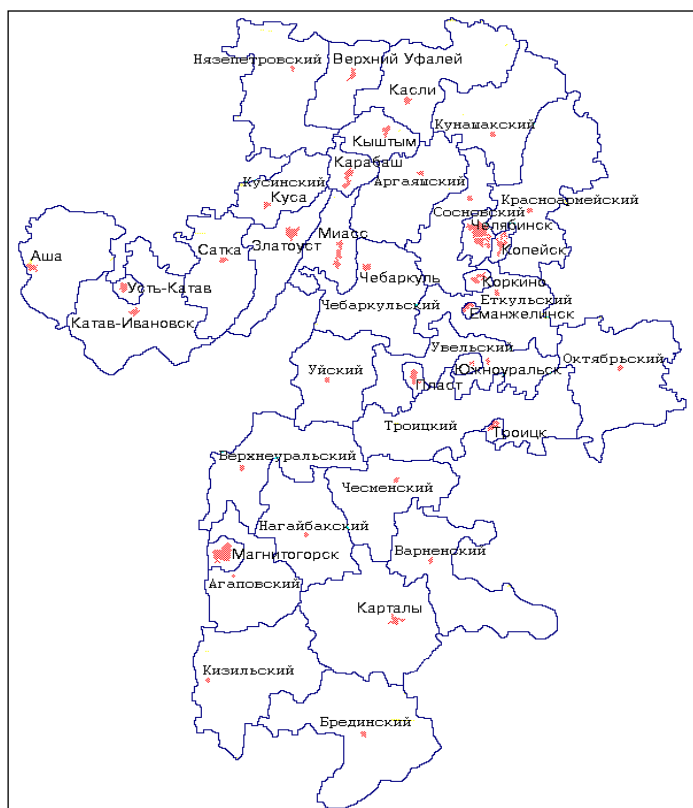 Нязепетровский
Верхний Уфалей
Касли
Кунашакский
Кыштым
Карабаш
Аргаяшский
Кусинский
Куса
Красноармейский
Сосновский
Челябинск
Копейск
Аша
Сатка
Златоуст
Миасс
Чебаркуль
Коркино
Усть-Катав
Катав-Ивановск
Чебаркульский
Еткульский
Еманжелинск
Увельский
Октябрьский
Уйский
Пласт
Южноуральск
Троицкий
Троицк
Верхнеуральский
Чесменский
Нагайбакский
Магнитогорск
Варненский
Агаповский
Карталы
Кизильский
Брединский